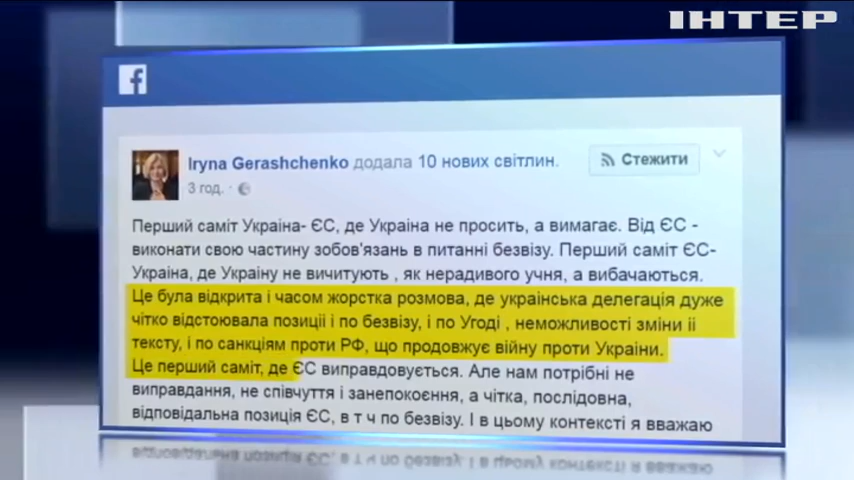 ІНТЕР
Iryna Gerashchenko додала 10 нових світлин.
Стежити
3 год. ·
Перший саміт Україна- ЄС, де Україна не просить, а вимагає. Від ЄС -
виконати свою частину зобов'язань в питанні безвізу. Перший саміт ЄС-
Україна, де Україну не вичитують , як нерадивого учня, а вибачаються.
Це була відкрита і часом жорстка розмова, де українська делегація дуже
чітко відстоювала позиціі і по безвізу, і по Угоді , неможливості зміни іі
тексту, і по санкціям проти РФ, що продовжує війну проти Украіни.
Це перший саміт, де ЄС виправдовується. Але нам потрібні не
виправдання, не співчуття і занепокоєння, а чітка, послідовна,
відповідальна позиція ЄС, в т ч по безвізу. І в цьому контексті я вважаю